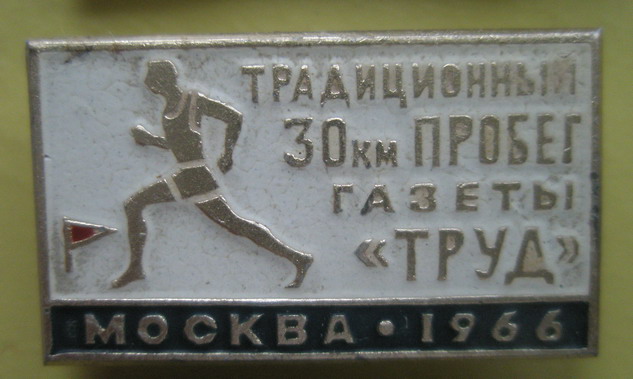 ТРАДИЦИОННЫЙ
30км ПРОБЕГ
ГАЗЕТЫ
«ТРУД»
МОСКВА • 1966